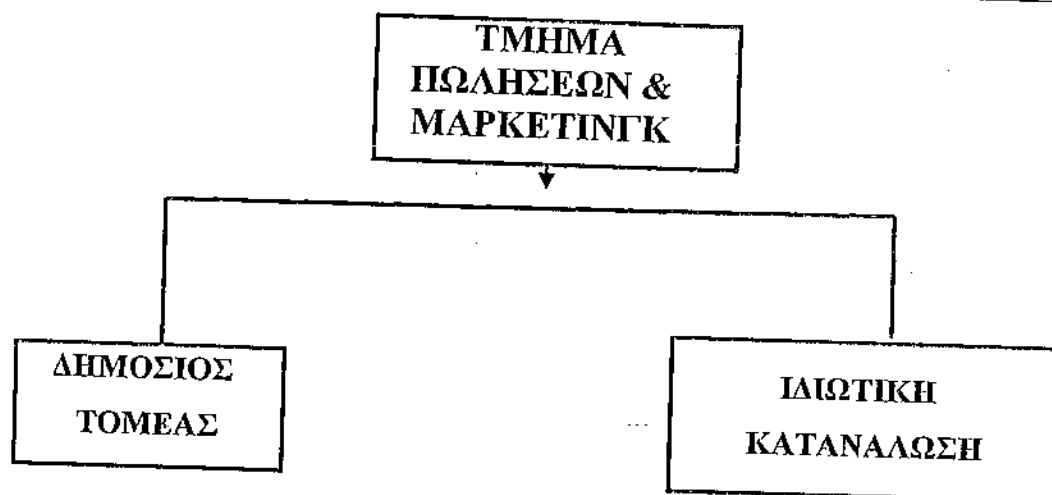 ΤΜΗΜΑ
ΠΩΛΗΣΕΩΝ &
ΜΑΡΚΕΤΙΝΓΚ
ΔΗΜΟΣΙΟΣ
ΤΟΜΕΑΣ
ΙΔΙΩΤΙΚΗ
ΚΑΤΑΝΑΛΩΣΗ